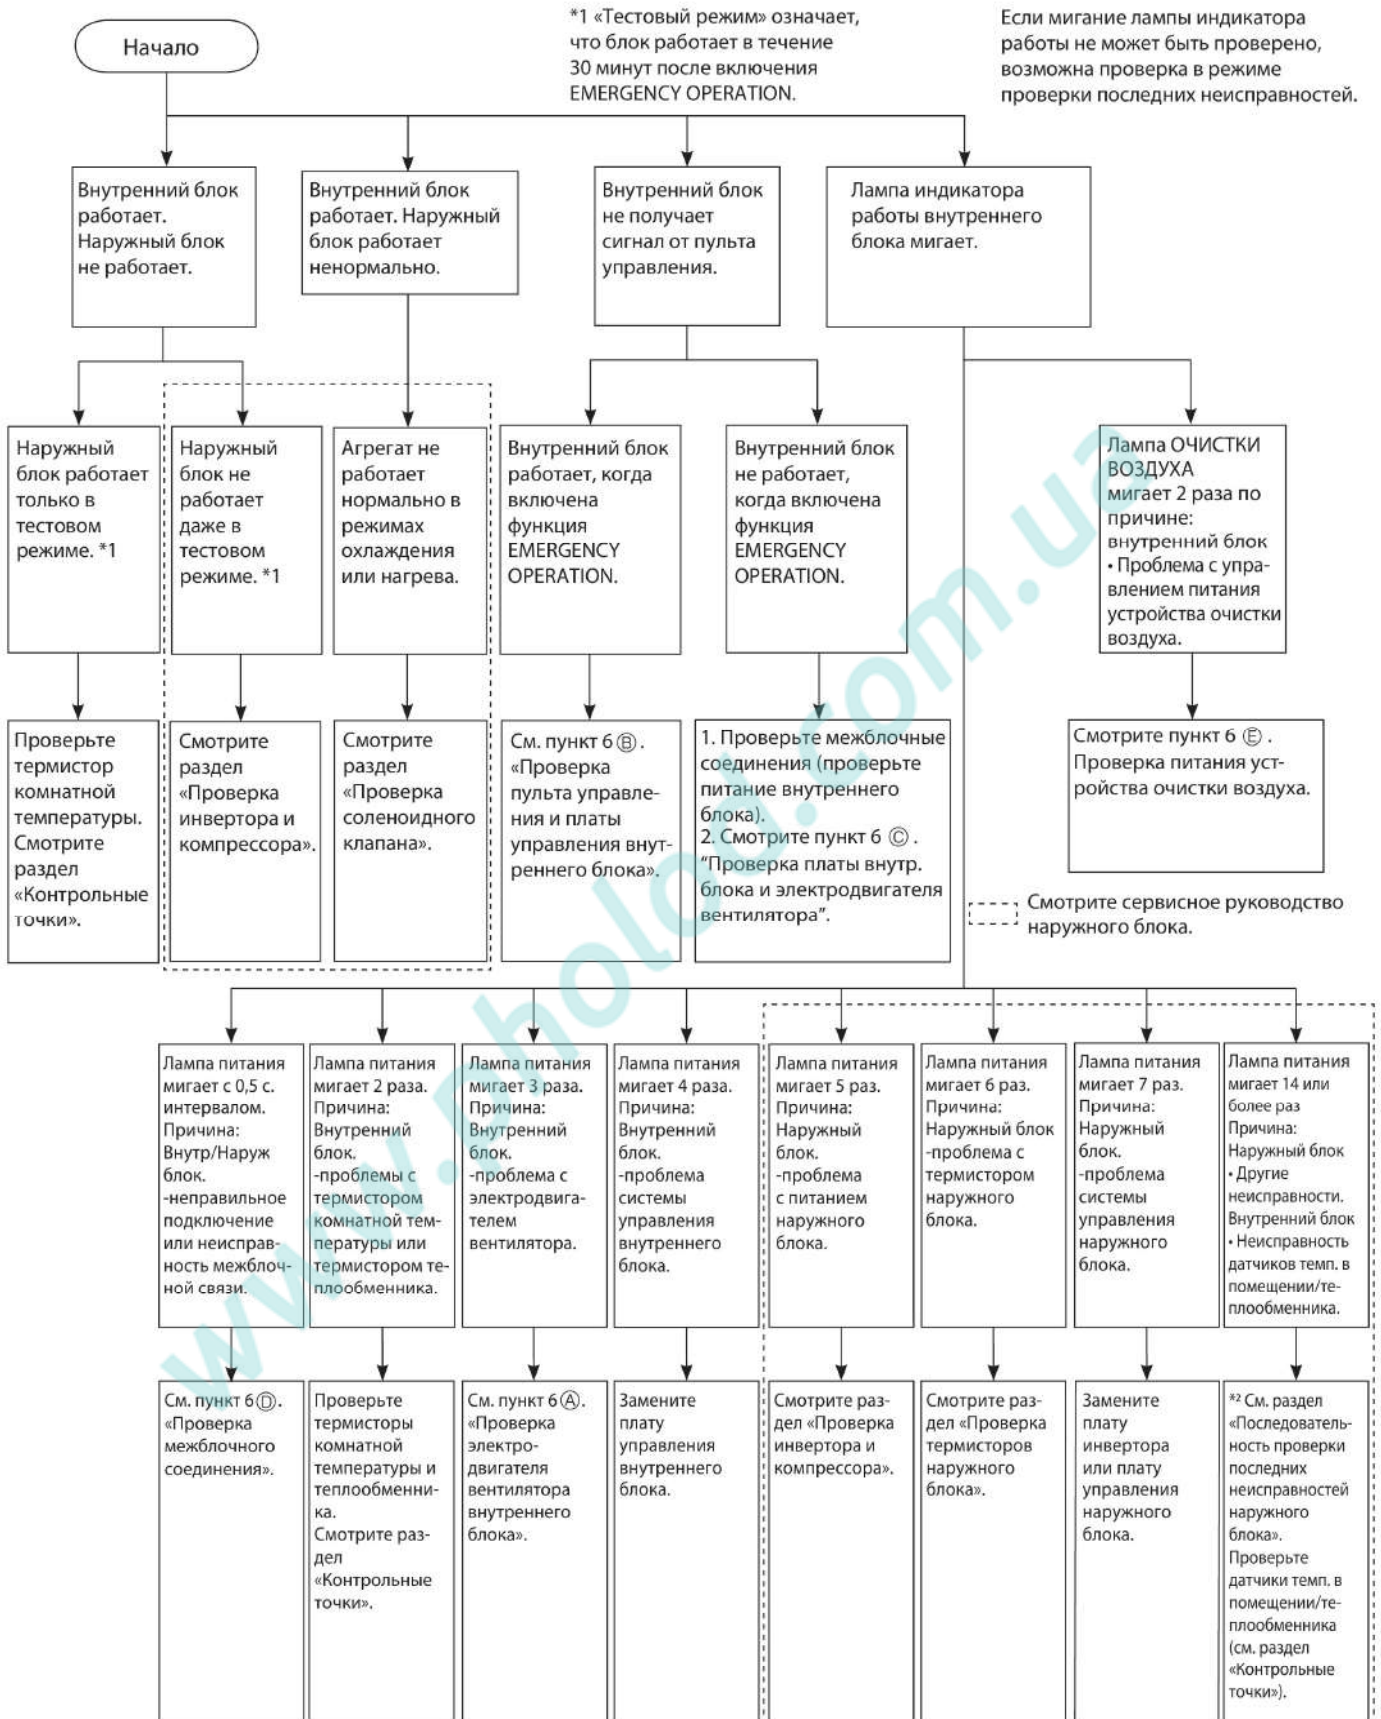 Начало
*1 «Тестовый режим» означает,
что блок работает в течение
30 минут после включения
EMERGENCY OPERATION.
Если мигание лампы индикатора
работы не может быть проверено,
возможна проверка в режиме
проверки последних неисправностей.
Внутренний блок
работает.
Наружный блок
не работает.
Внутренний блок
работает. Наружный
блок работает
ненормально.
Внутренний блок
не получает
сигнал от пульта
управления.
Лампа индикатора
работы внутреннего
блока мигает.
Наружный
блок работает
только в
тестовом
режиме. *1
Наружный
блок не
работает
даже в
тестовом
режиме. *1
Агрегат не
работает
нормально в
режимах
охлаждения
или нагрева.
Внутренний блок
работает, когда
включена
функция
EMERGENCY
OPERATION.
Внутренний блок
не работает,
когда включена
функция
EMERGENCY
OPERATION.
Лампа ОЧИСТКИ
ВОЗДУХА
мигает 2 раза по
причине:
внутренний блок
• Проблема с упра-
влением питания
устройства очистки
воздуха.
Проверьте
термистор
комнатной
температуры.
Смотрите
раздел
«Контрольные
точки».
Смотрите
раздел
«Проверка
инвертора и
компрессора».
Смотрите
раздел
«Проверка
соленоидного
клапана».
См. пункт 6 Ⓑ .
«Проверка
пульта управле-
ния и платы
управления внут-
реннего блока».
1. Проверьте межблочные
соединения (проверьте
питание внутреннего
блока).
2. Смотрите пункт 6 Ⓒ .
“Проверка платы внутр.
блока и электродвигателя
вентилятора”.
Смотрите пункт 6 Ⓔ .
Проверка питания уст-
ройства очистки воздуха.
Смотрите сервисное руководство
наружного блока.
Лампа питания
мигает с 0,5 с.
интервалом.
Причина:
Внутр/Наруж
блок.
-неправильное
подключение
или неисправ-
ность межблоч-
ной связи.
Лампа питания
мигает 2 раза.
Причина:
Внутренний
блок.
-проблемы с
термистором
комнатной тем-
пературы или
термистором те-
плообменника.
Лампа питания
мигает 3 раза.
Причина:
Внутренний
блок.
-проблема с
электродвига-
телем
вентилятора.
Лампа питания
мигает 4 раза.
Причина:
Внутренний
блок.
-проблема
системы
управления
внутреннего
блока.
Лампа питания
мигает 5 раз.
Причина:
Наружный
блок.
-проблема
с питанием
наружного
блока.
Лампа питания
мигает 6 раз.
Причина:
Наружный блок
-проблема с
термистором
наружного
блока.
Лампа питания
мигает 7 раз.
Причина:
Наружный
блок.
-проблема
системы
управления
наружного
блока.
Лампа питания
мигает 14 или
более раз
Причина:
Наружный блок
• Другие
неисправности.
Внутренний блок
• Неисправность
датчиков темп. в
помещении/те-
плообменника.
См. пункт 6 Ⓓ.
«Проверка
межблочного
соединения».
Проверьте
термисторы
комнатной
температуры и
теплообменни-
ка.
Смотрите раз-
дел
«Контрольные
точки».
См. пункт 6 Ⓐ.
«Проверка
электро-
двигателя
вентилятора
внутреннего
блока».
Замените
плату
управления
внутреннего
блока.
Смотрите раз-
дел «Проверка
инвертора и
компрессора».
Смотрите раз-
дел «Проверка
термисторов
наружного
блока».
Замените
плату
инвертора
или плату
управления
наружного
блока.
*2 См. раздел
«Последователь-
ность проверки
последних
неисправностей
наружного
блока».
Проверьте
датчики темп. в
помещении/те-
плообменника
(см. раздел
«Контрольные
точки»).
www.pholod.com.ua